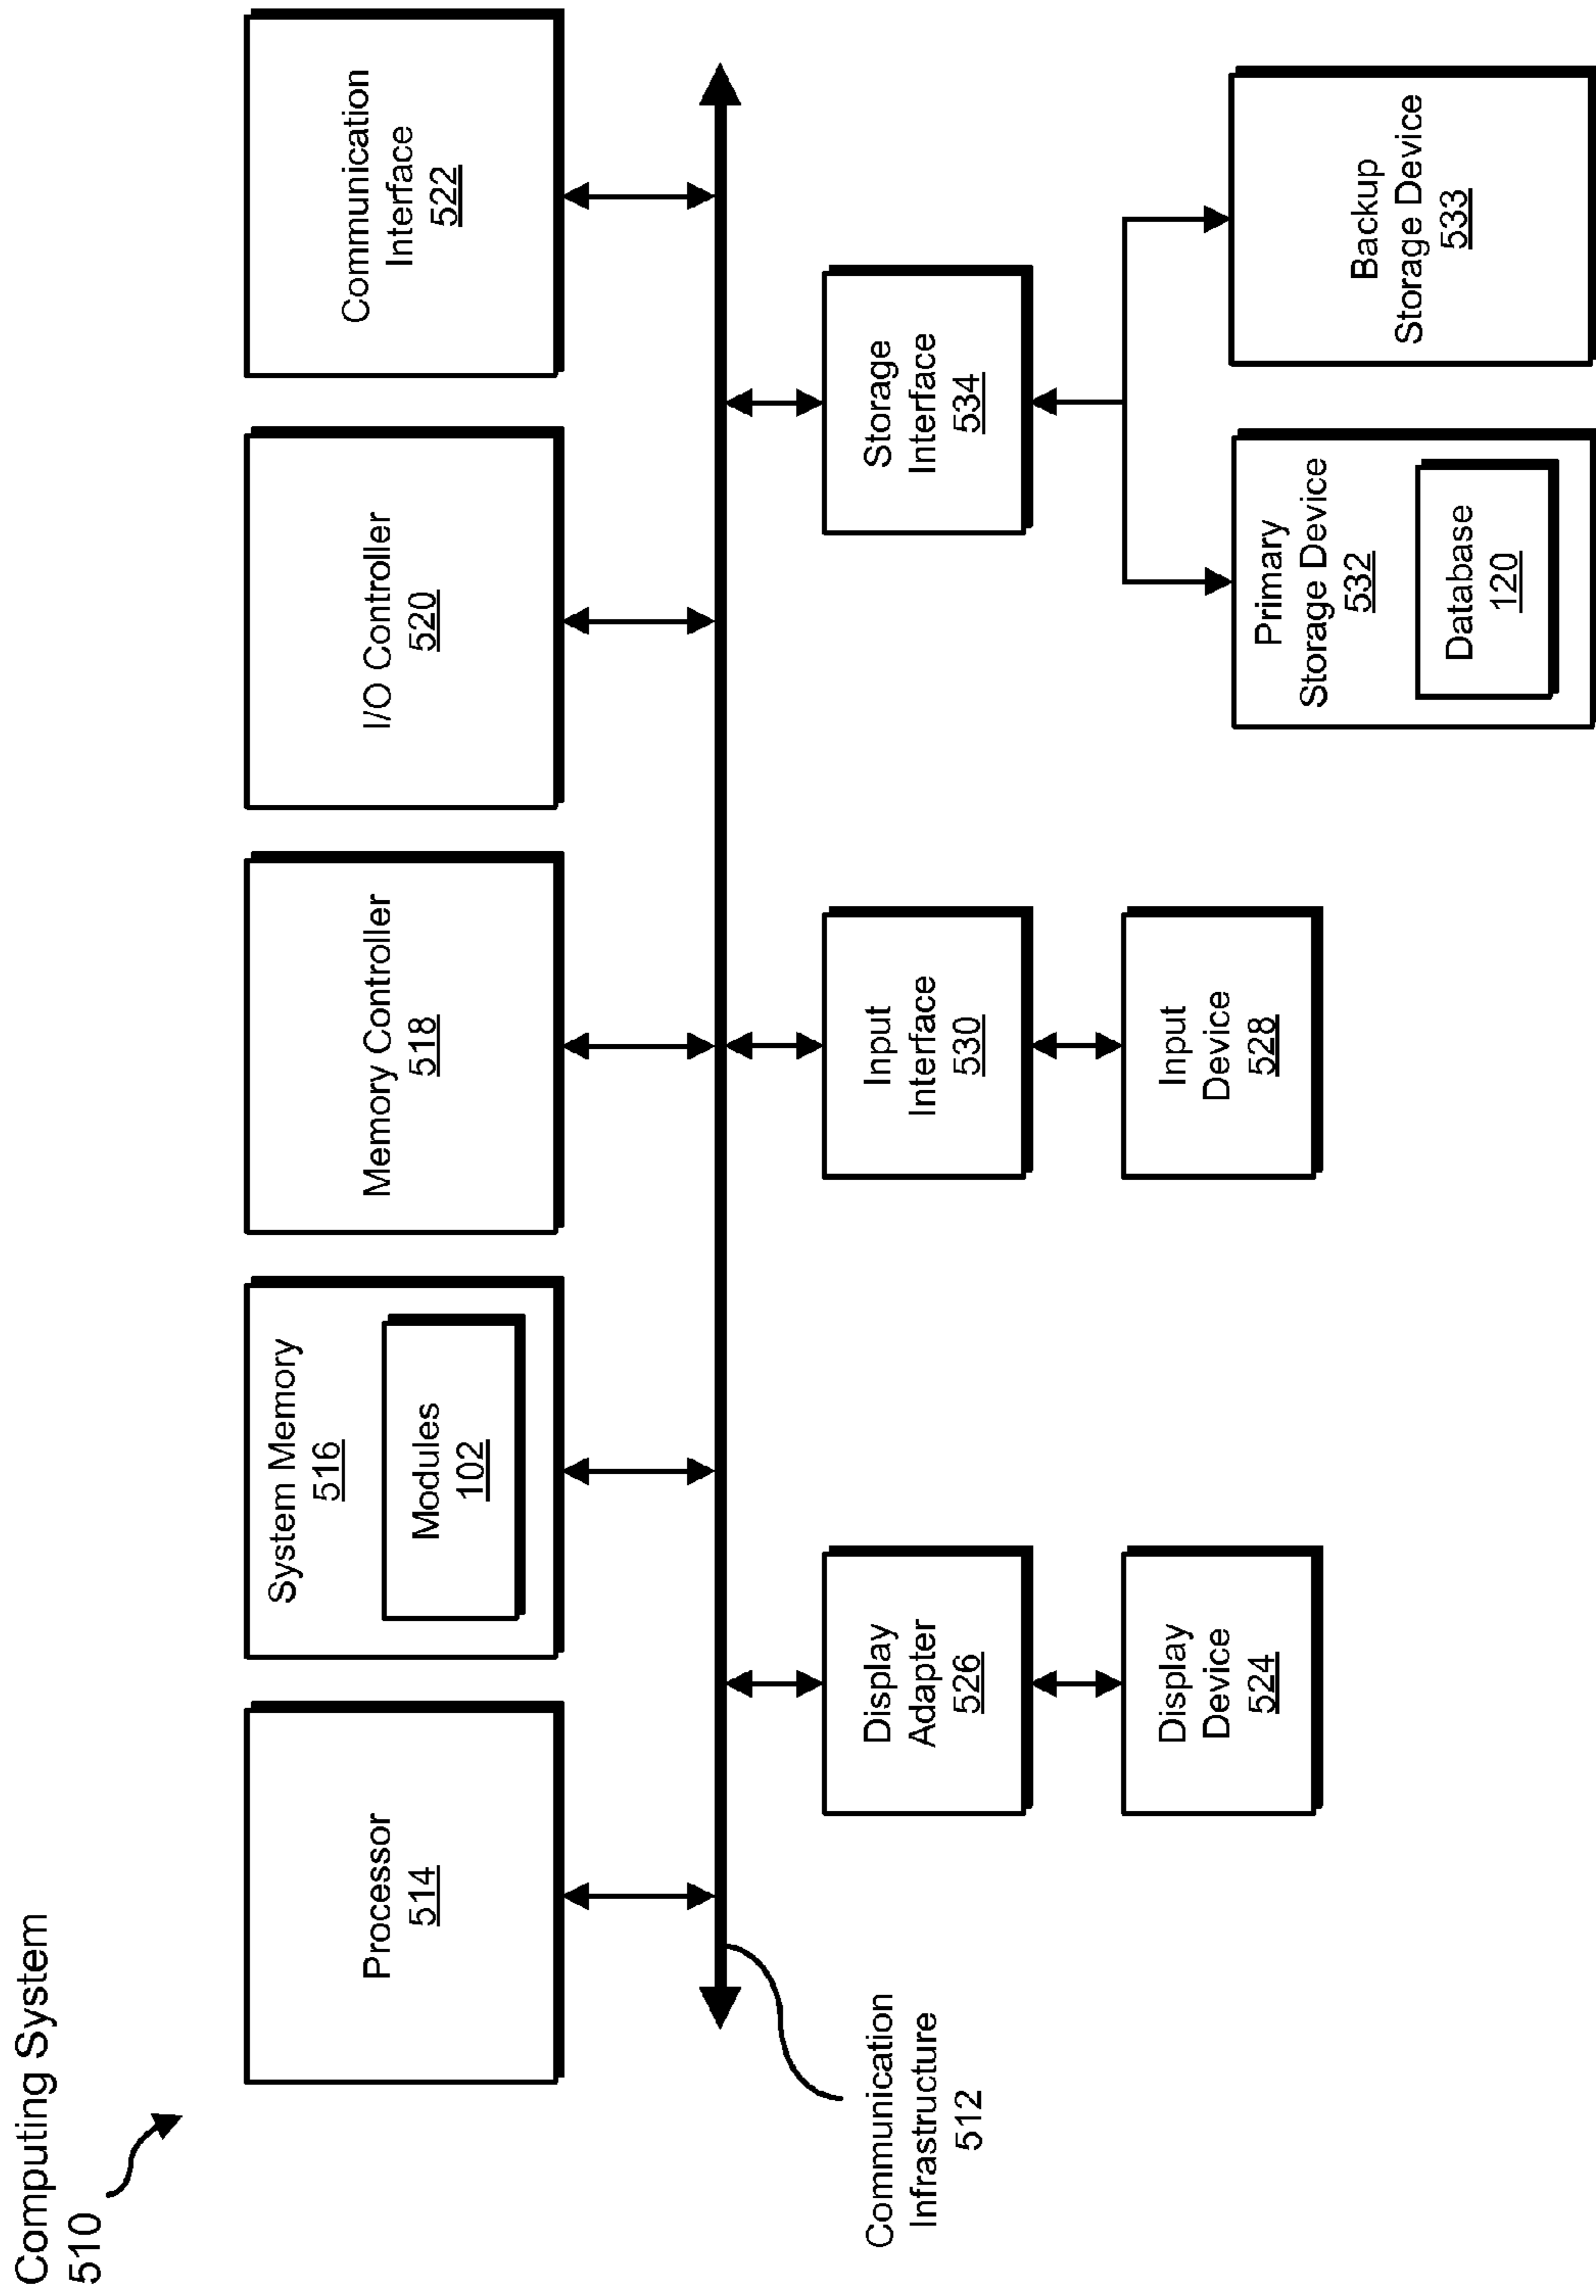 Computing System
510
Processor
514
System Memory
516
Modules
102
Memory Controller
518
I/O Controller
520
Communication
Interface
522
Communication
Infrastructure
512
Display
Adapter
526
Input
Interface
530
Storage
Interface
534
Display
Device
524
Input
Device
528
Primary
Storage Device
532
Database
120
Backup
Storage Device
533